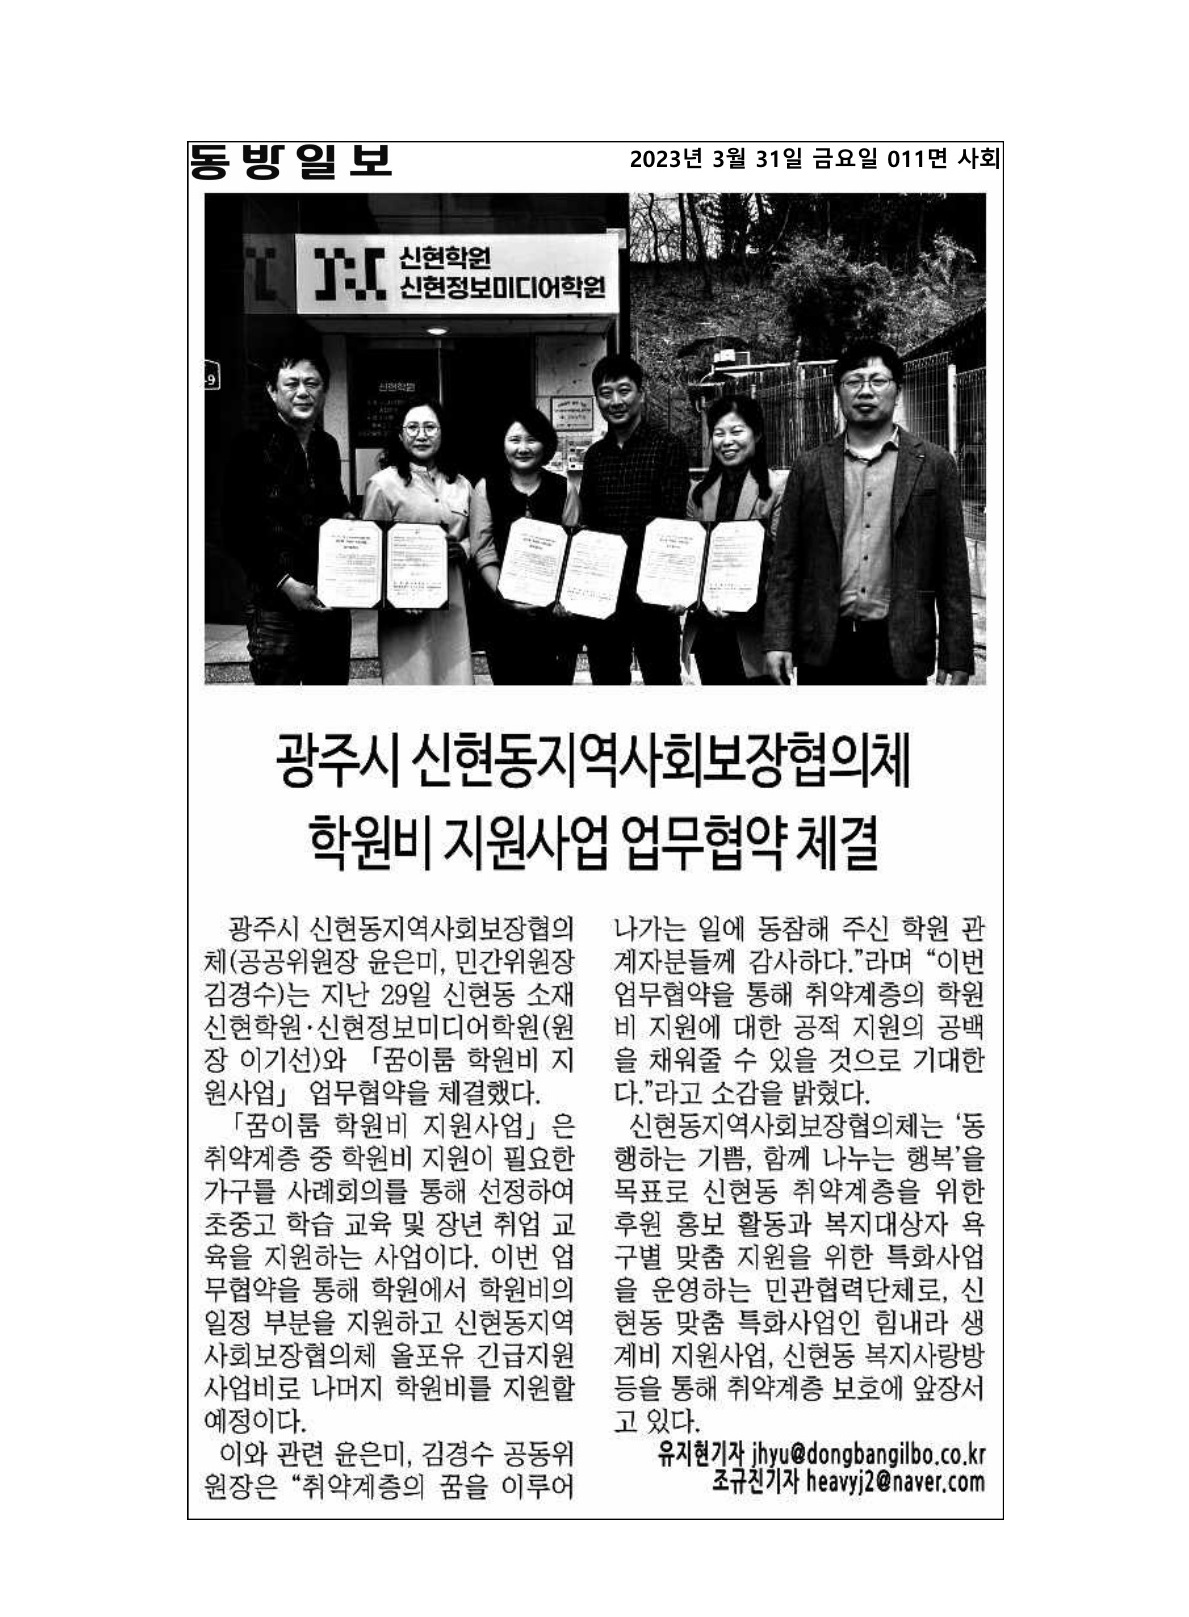 동방일보
2023년 3월 31일 금요일 011면 사회
신현학원
신현정보미디어학원
신현학원
광주시 신현동지역사회보장협의체
학원비 지원사업 업무협약 체결
광주시 신현동지역사회보장협의
체(공공위원장 윤은미, 민간위원장
김경수)는 지난 29일 신현동 소재
신현학원·신현정보미디어학원(원
장 이기선)와 「꿈이룸 학원비 지
원사업」 업무협약을 체결했다.
「꿈이룸 학원비 지원사업」은
취약계층 중 학원비 지원이 필요한
가구를 사례회의를 통해 선정하여
초중고 학습 교육 및 장년 취업 교
육을 지원하는 사업이다. 이번 업
무협약을 통해 학원에서 학원비의
일정 부분을 지원하고 신현동지역
사회보장협의체 올포유 긴급지원
사업비로 나머지 학원비를 지원할
예정이다.
이와 관련 윤은미, 김경수 공동위
원장은 “취약계층의 꿈을 이루어
나가는 일에 동참해 주신 학원 관
계자분들께 감사하다.”라며 “이번
업무협약을 통해 취약계층의 학원
비 지원에 대한 공적 지원의 공백
을 채워줄 수 있을 것으로 기대한
다.”라고 소감을 밝혔다.
신현동지역사회보장협의체는 ‘동
행하는 기쁨, 함께 나누는 행복’을
목표로 신현동 취약계층을 위한
후원 홍보 활동과 복지대상자 욕
구별 맞춤 지원을 위한 특화사업
을 운영하는 민관협력단체로, 신
현동 맞춤 특화사업인 힘내라 생
계비 지원사업, 신현동 복지사랑방
등을 통해 취약계층 보호에 앞장서
고 있다.
유지현기자 jhyu@dongbangilbo.co.kr
조규진기자 heavyj2@naver.com